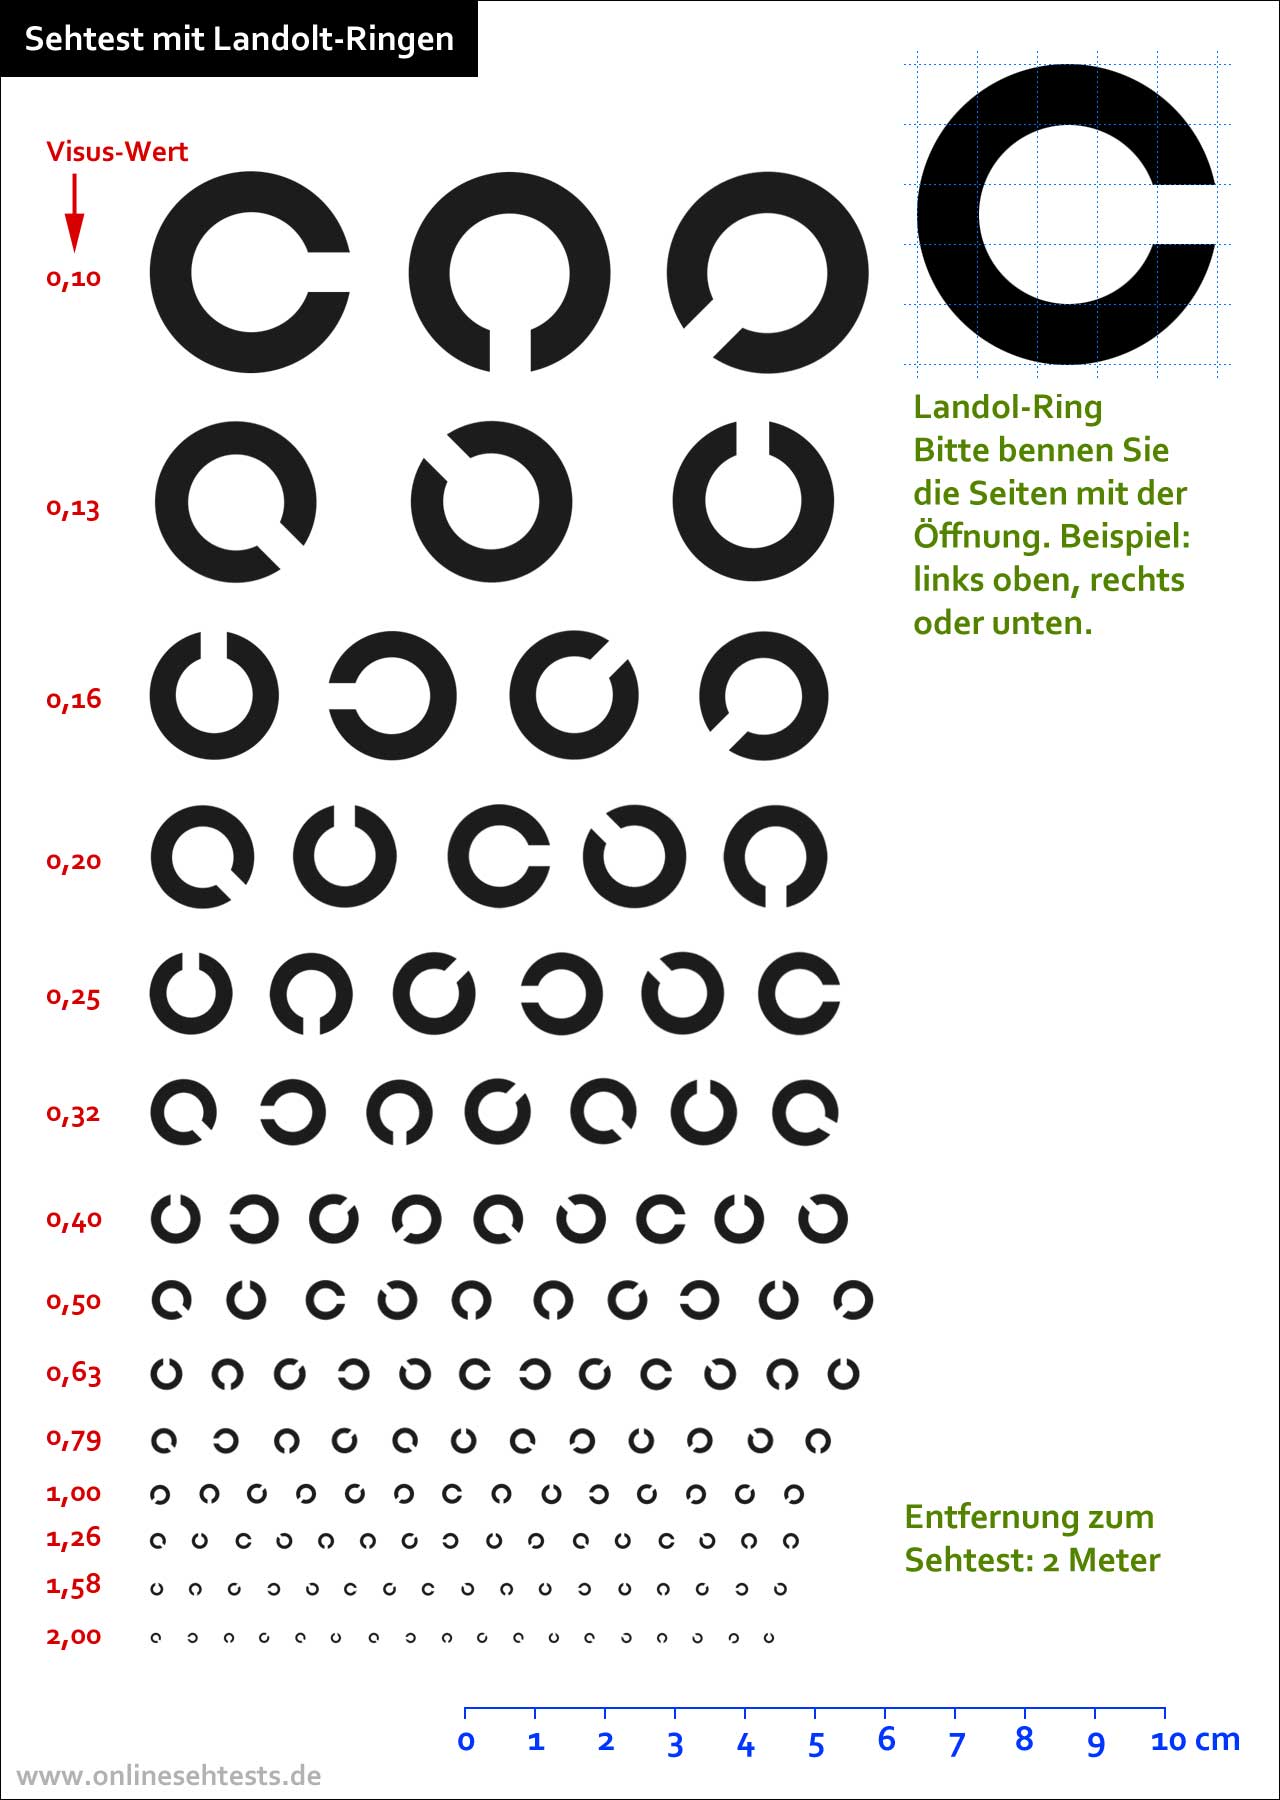 Sehtest mit Landolt-Ringen
Visus-Wert
0,10
Landol-Ring
Bitte bennen Sie
die Seiten mit der
Öffnung. Beispiel:
links oben, rechts
oder unten.
0,13
0,16
0,20
0,25
0,32
0,40
0,50
0,63
0,79
1,00
1,26
1,58
2,00
Entfernung zum
Sehtest: 2 Meter
0 1 2 3 4 5 6 7 8 9 10 cm
www.onlinesehtests.de